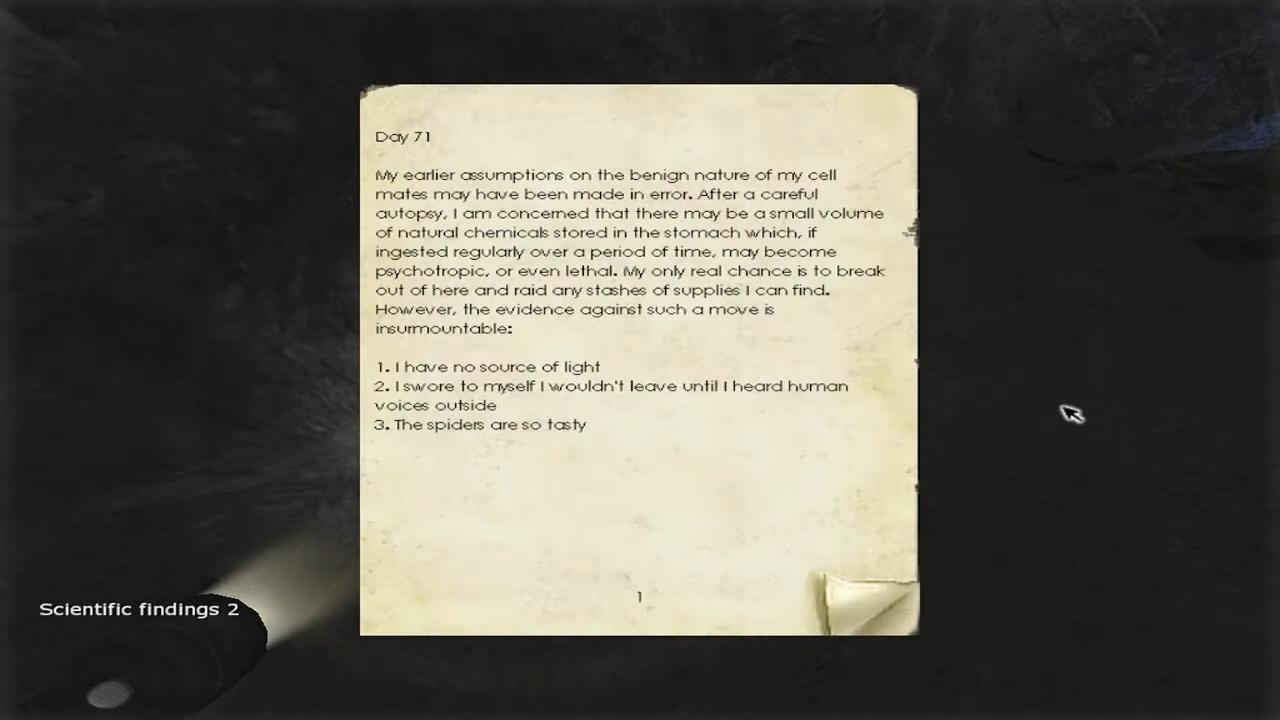 Day 71
My earlier assumptions on the benign nature of my cell
mates may have been made in error. After a careful
autopsy, I am concerned that there may be a small volume
of natural chemicals stored in the stomach which, if
ingested regularly over a period of time, may become
psychotropic, or even lethal. My only real chance is to break
out of here and raid any stashes of supplies I can find.
However, the evidence against such a move is
insurmountable:
1. I have no source of light
2. I swore to myself I wouldn't leave until I heard human
voices outside
3. The spiders are so tasty
1
Scientific findings 2